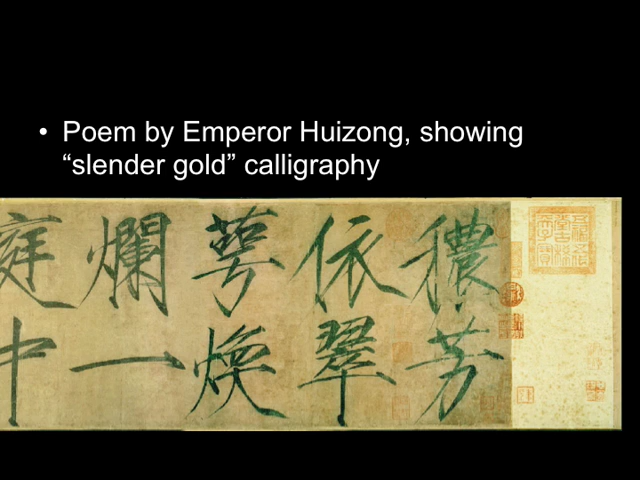 • Poem by Emperor Huizong, showing
“slender gold” calligraphy
穠芳
依翠
萼煥
爛一
庭中